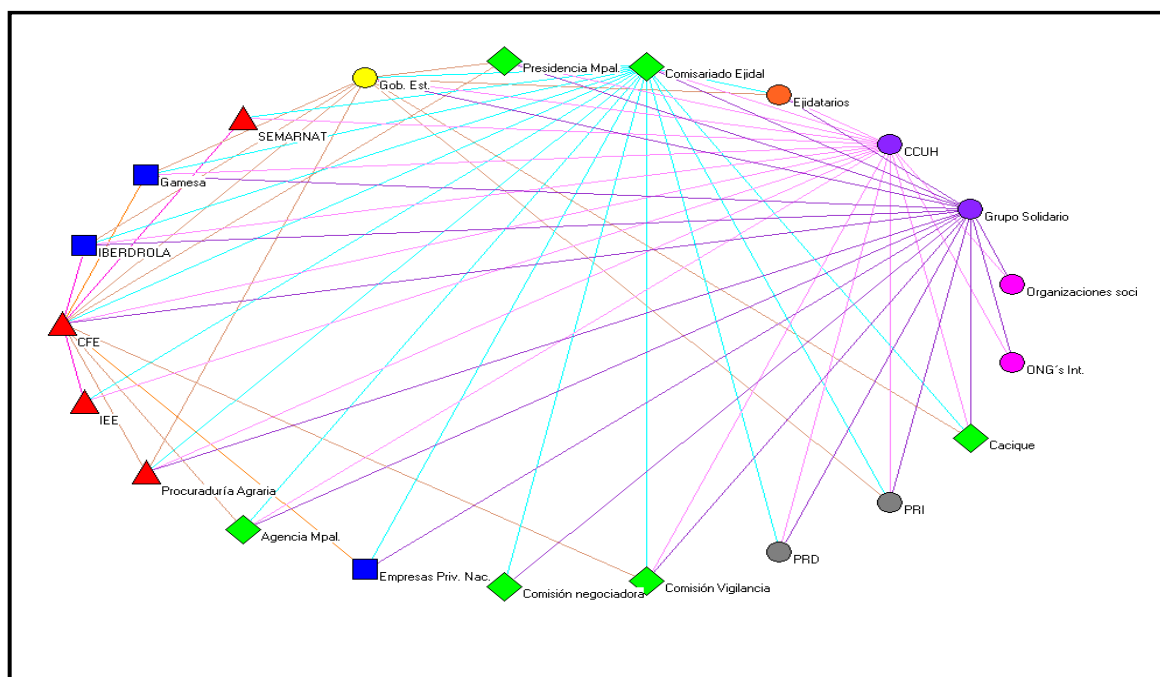 Presidencia Mpal.
Comisariado Ejidal
Gob. Est.
Ejidatarios
SEMARNAT
CCUH
Gamesa
Grupo Solidario
IBERDROLA
Organizaciones soci
CFE
ONG´s Int.
IEE
Cacique
Procuraduría Agraria
PRI
Agencia Mpal.
PRD
Empresas Priv. Nac.
Comisión negociadora
Comisión Vigilancia